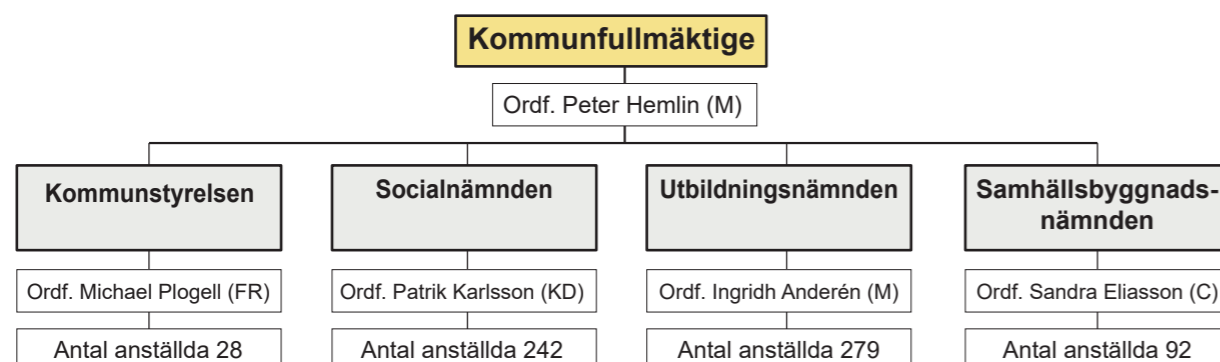 Kommunfullmäktige
Ordf. Peter Hemlin (M)
Kommunstyrelsen
Ordf. Michael Plogell (FR)
Antal anställda 28
Socialnämnden
Ordf. Patrik Karlsson (KD)
Antal anställda 242
Utbildningsnämnden
Ordf. Ingridh Anderén (M)
Antal anställda 279
Samhällsbyggnads-
nämnden
Ordf. Sandra Eliasson (C)
Antal anställda 92